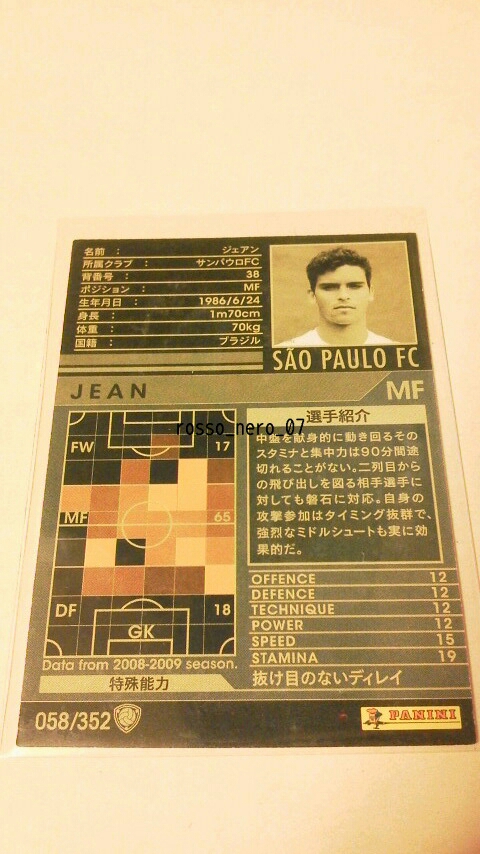 名前 : ジェアン
所属クラブ : サンパウロFC
背番号 : 38
ポジション : MF
生年月日 : 1986/6/24
身長 : 1m70cm
体重 : 70kg
国籍 : ブラジル
SÃO PAULO FC
JEAN
MF
rosso_nero_07
FW 17
MF 65
DF 18
GK
Data from 2008-2009 season.
選手紹介
中盤を献身的に動き回るその
スタミナと集中力は90分間途
切れることがない。二列目から
の飛び出しを図る相手選手に
対しても磐石に対応。自身の
攻撃参加はタイミング抜群で、
強烈なミドルシュートも実に効
果的だ。
OFFENCE 12
DEFENCE 12
TECHNIQUE 12
POWER 12
SPEED 15
STAMINA 19
特殊能力
抜け目のないディレイ
058/352
PANINI